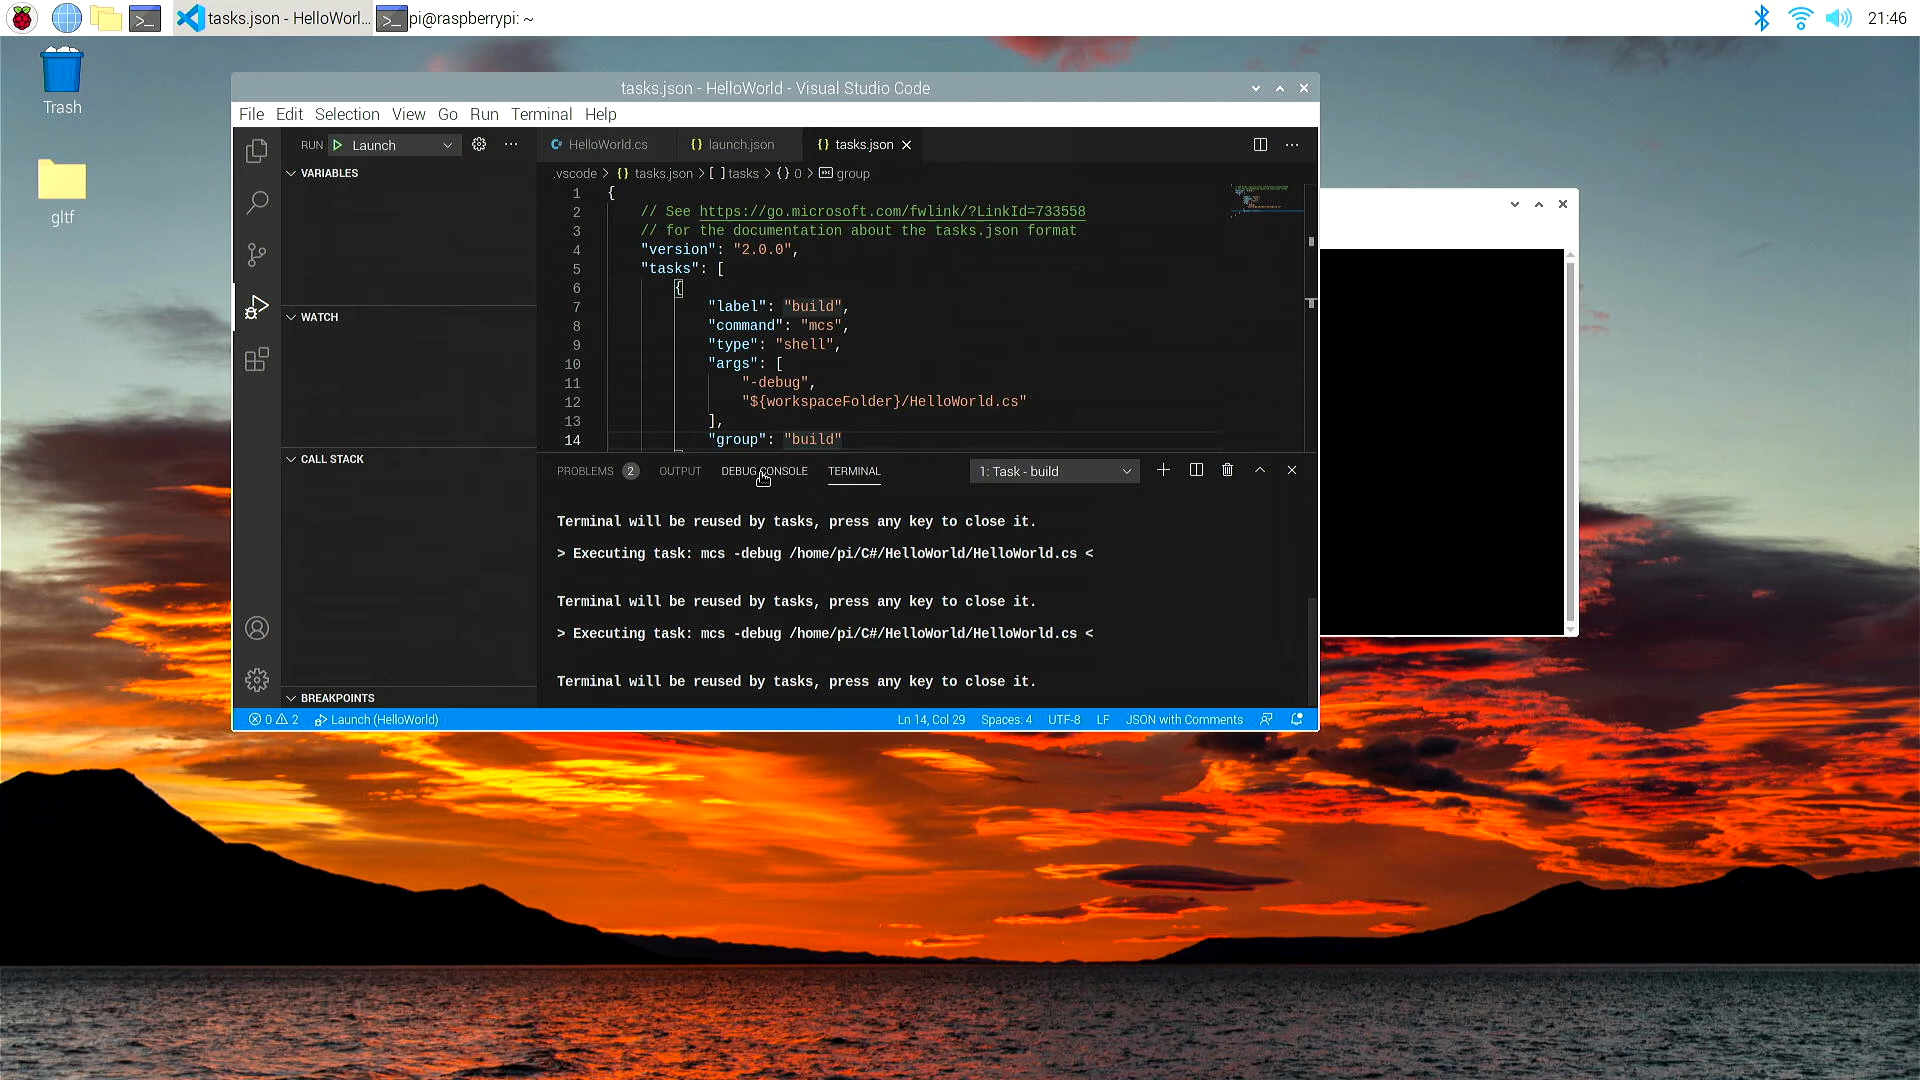 tasks.json - HelloWorl...
pi@raspberrypi: ~
21:46
Trash
gltf
tasks.json - HelloWorld - Visual Studio Code
File Edit Selection View Go Run Terminal Help
RUN Launch
VARIABLES
WATCH
CALL STACK
BREAKPOINTS
HelloWorld.cs
launch.json
tasks.json
.vscode > {} tasks.json > [ ] tasks > {} 0 > group
1 {
2 // See https://go.microsoft.com/fwlink/?LinkId=733558
3 // for the documentation about the tasks.json format
4 "version": "2.0.0",
5 "tasks": [
6 {
7 "label": "build",
8 "command": "mcs",
9 "type": "shell",
10 "args": [
11 "-debug",
12 "${workspaceFolder}/HelloWorld.cs"
13 ],
14 "group": "build"
PROBLEMS 2 OUTPUT DEBUG CONSOLE TERMINAL 1: Task - build
Terminal will be reused by tasks, press any key to close it.
> Executing task: mcs -debug /home/pi/C#/HelloWorld/HelloWorld.cs <
Terminal will be reused by tasks, press any key to close it.
> Executing task: mcs -debug /home/pi/C#/HelloWorld/HelloWorld.cs <
Terminal will be reused by tasks, press any key to close it.
0 2 Launch (HelloWorld) Ln 14, Col 29 Spaces: 4 UTF-8 LF JSON with Comments